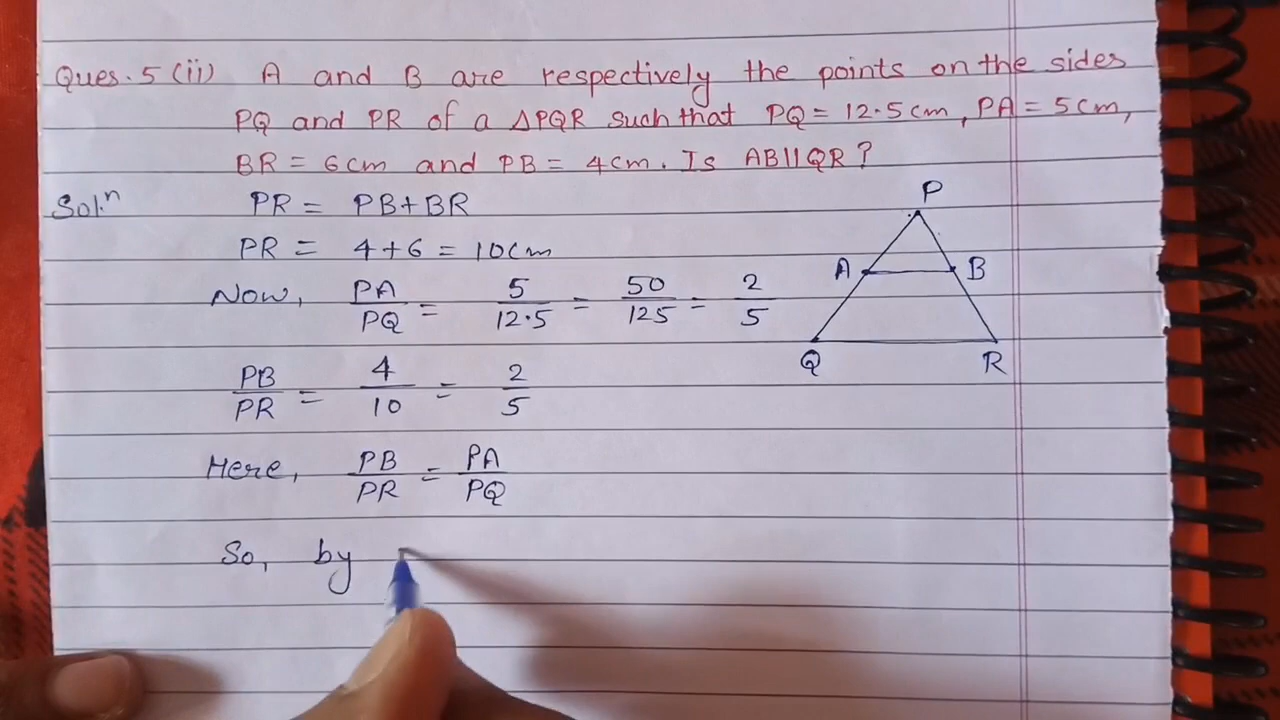 Ques. 5 (ii) A and B are respectively the points on the sides
PQ and PR of a ΔPQR such that PQ = 12.5 cm, PA = 5 cm,
BR = 6 cm and PB = 4 cm. Is AB || QR ?
Sol.ⁿ PR = PB + BR
PR = 4 + 6 = 10 cm
Now, PA/PQ = 5/12.5 = 50/125 = 2/5
PB/PR = 4/10 = 2/5
Here, PB/PR = PA/PQ
So, by
P
A B
Q R